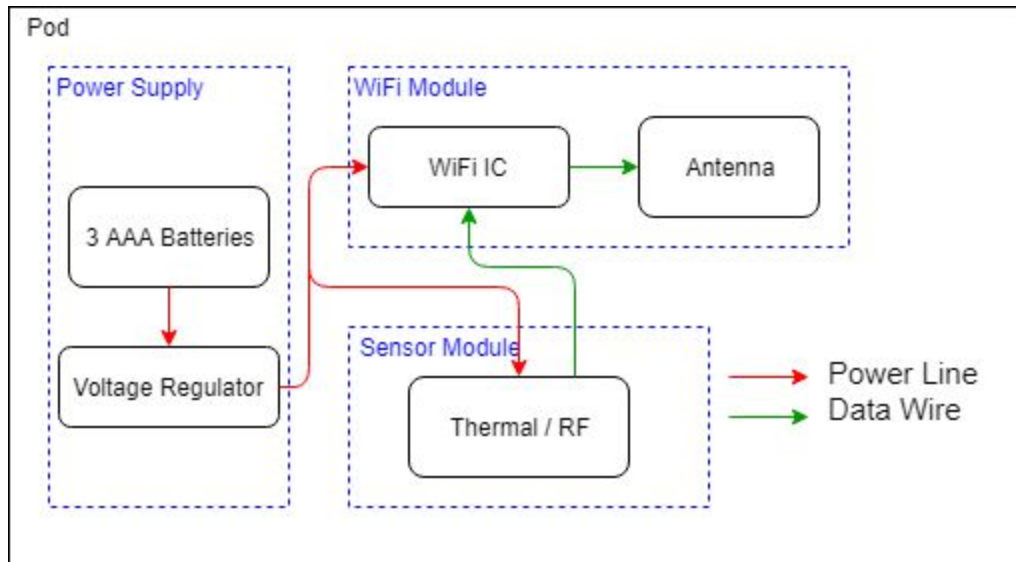 Pod
Power Supply
3 AAA Batteries
Voltage Regulator
WiFi Module
WiFi IC
Antenna
Sensor Module
Thermal / RF
Power Line
Data Wire